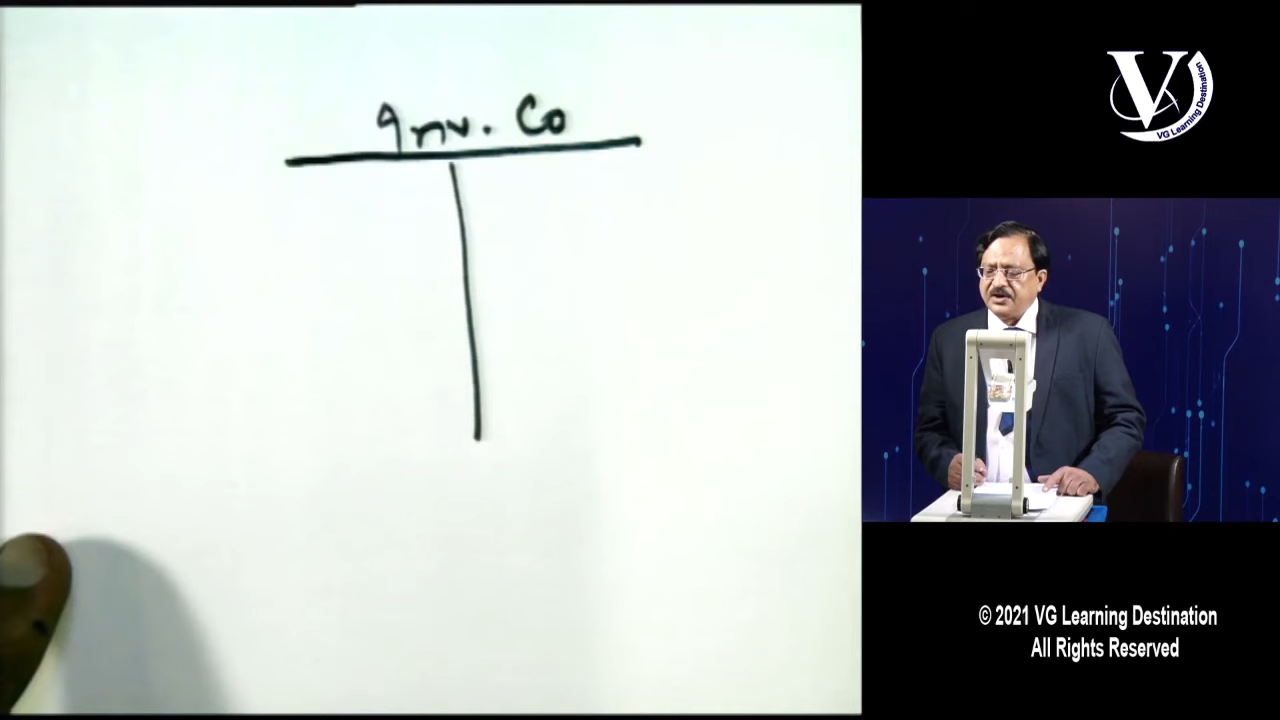 Inv. Co
V
VG Learning Destination
© 2021 VG Learning Destination
All Rights Reserved